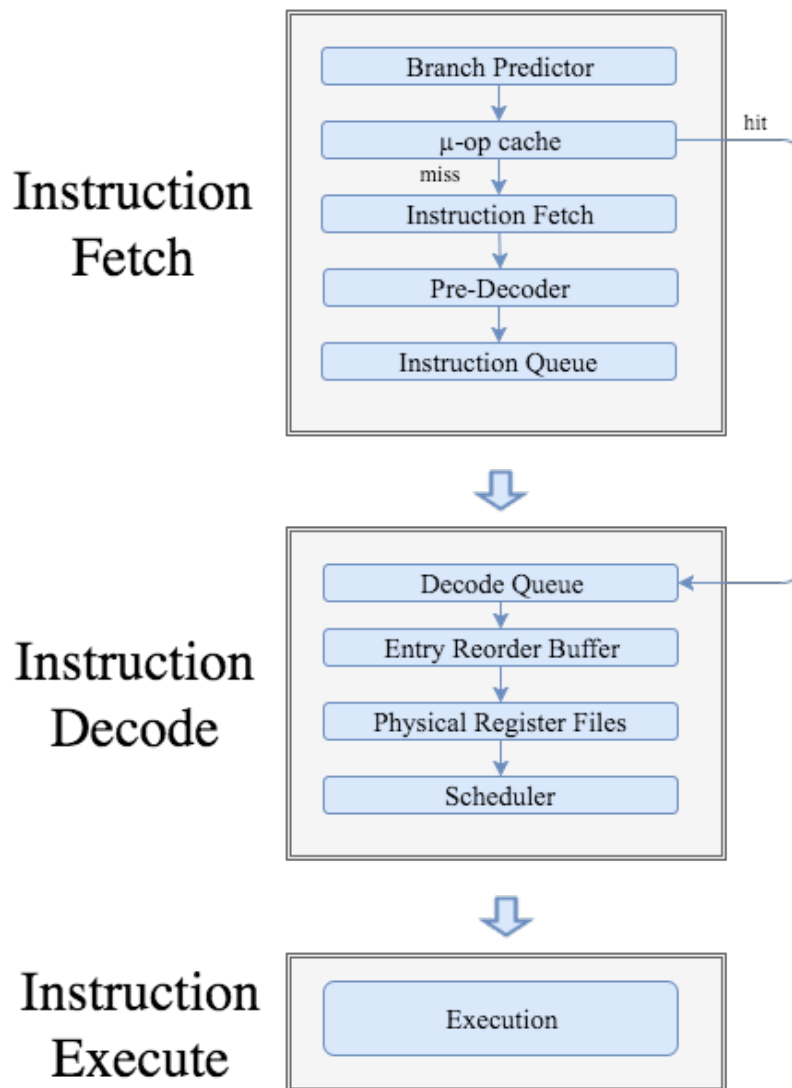 Instruction
Fetch
Branch Predictor
µ-op cache
hit
miss
Instruction Fetch
Pre-Decoder
Instruction Queue
Instruction
Decode
Decode Queue
Entry Reorder Buffer
Physical Register Files
Scheduler
Instruction
Execute
Execution